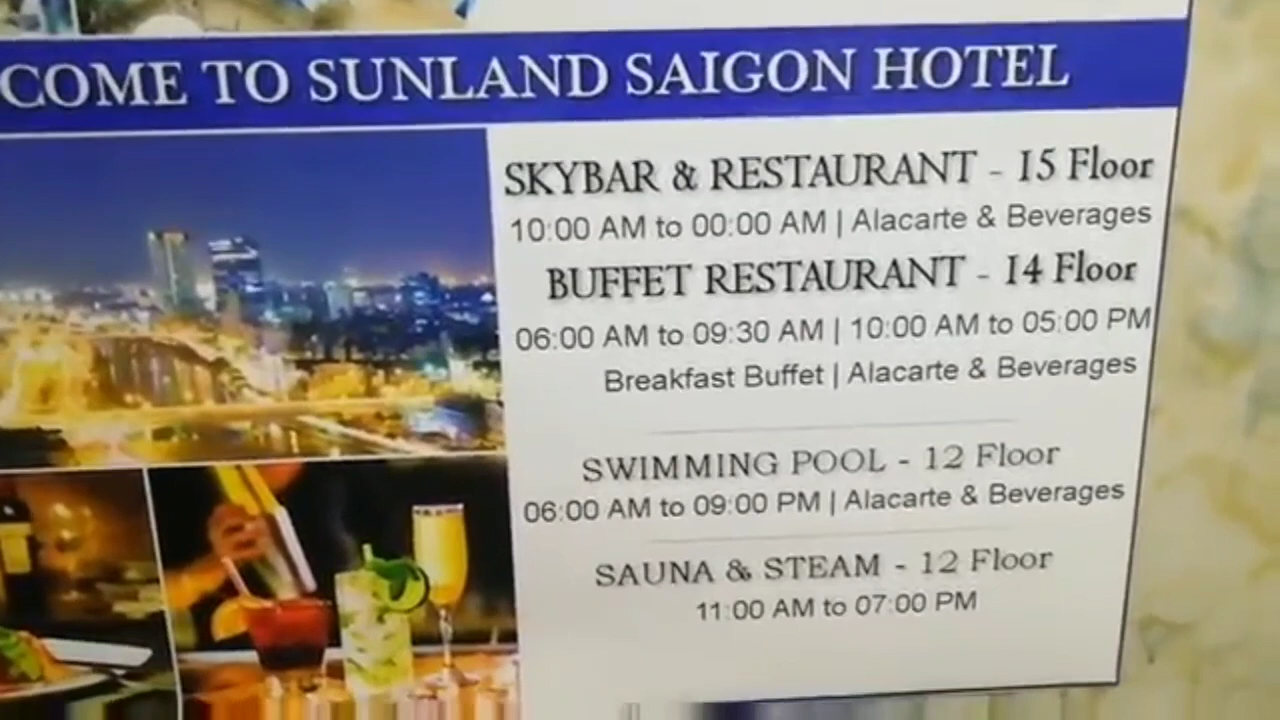 COME TO SUNLAND SAIGON HOTEL
SKYBAR & RESTAURANT - 15 Floor
10:00 AM to 00:00 AM | Alacarte & Beverages
BUFFET RESTAURANT - 14 Floor
06:00 AM to 09:30 AM | 10:00 AM to 05:00 PM
Breakfast Buffet | Alacarte & Beverages
SWIMMING POOL - 12 Floor
06:00 AM to 09:00 PM | Alacarte & Beverages
SAUNA & STEAM - 12 Floor
11:00 AM to 07:00 PM